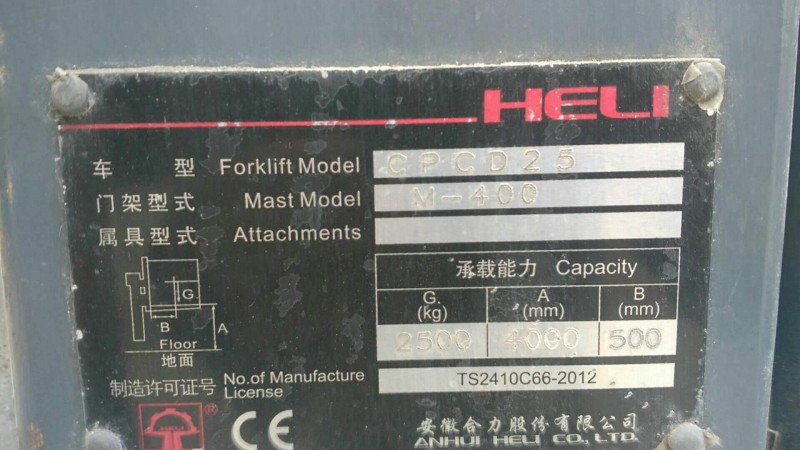 HELI
车 型 Forklift Model CPCD25
门架型式 Mast Model M-400
属具型式 Attachments
承载能力 Capacity
G. (kg) A (mm) B (mm)
2500 4000 500
G
B A
Floor
地面
制造许可证号 No.of Manufacture License TS2410C66-2012
HELI ® CE
安徽合力股份有限公司
ANHUI HELI CO., LTD.